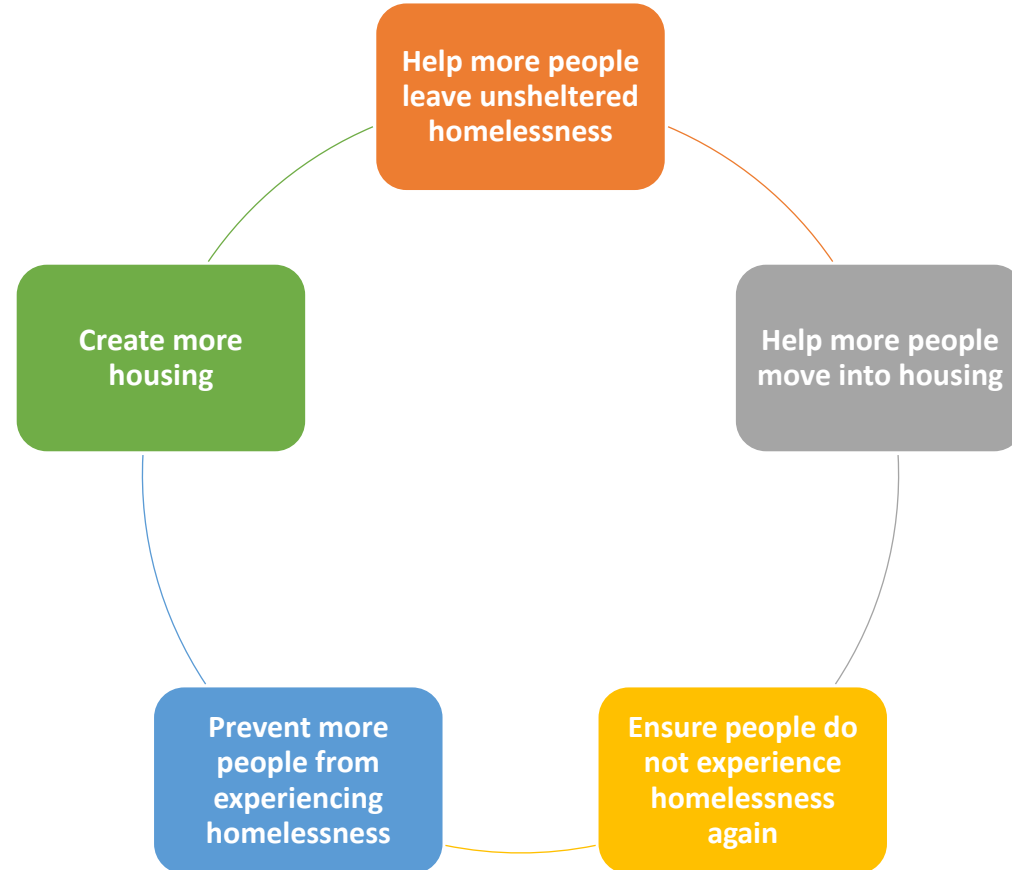 Help more people
leave unsheltered
homelessness
Create more
housing
Help more people
move into housing
Prevent more
people from
experiencing
homelessness
Ensure people do
not experience
homelessness
again